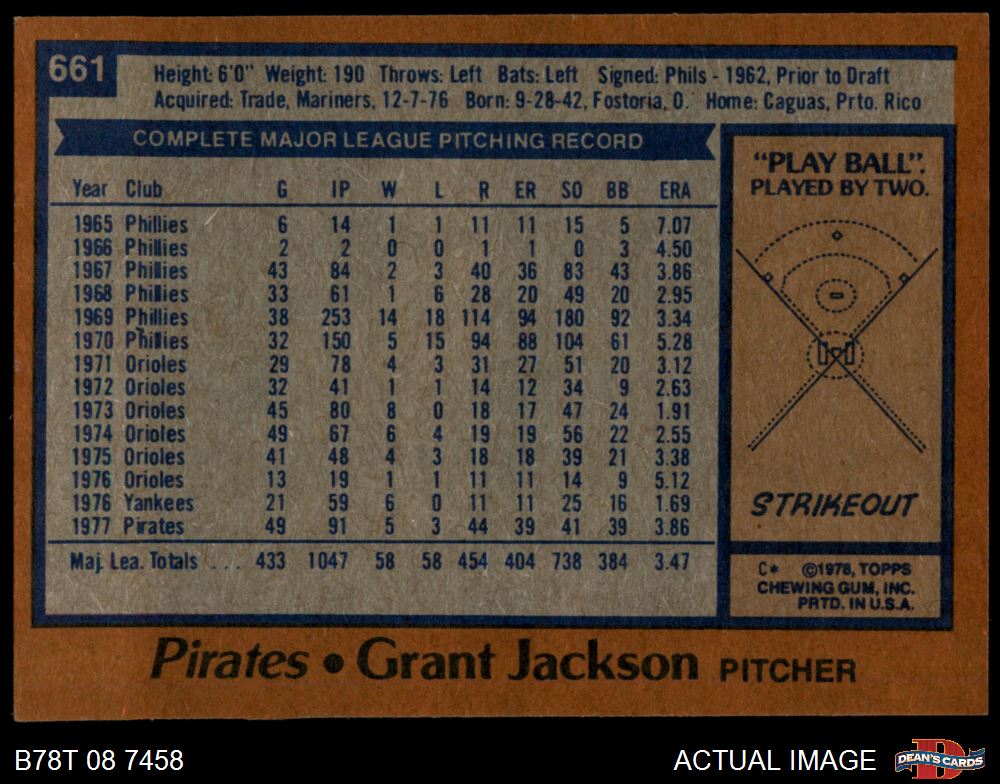 661
Height: 6'0" Weight: 190 Throws: Left Bats: Left Signed: Phils - 1962, Prior to Draft
Acquired: Trade, Mariners, 12-7-76 Born: 9-28-42, Fostoria, O. Home: Caguas, Prto. Rico
COMPLETE MAJOR LEAGUE PITCHING RECORD
Year Club G IP W L R ER SO BB ERA
1965 Phillies 6 14 1 1 11 11 15 5 7.07
1966 Phillies 2 2 0 0 1 1 0 3 4.50
1967 Phillies 43 84 2 3 40 36 83 43 3.86
1968 Phillies 33 61 1 6 28 20 49 20 2.95
1969 Phillies 38 253 14 18 114 94 180 92 3.34
1970 Phillies 32 150 5 15 94 88 104 61 5.28
1971 Orioles 29 78 4 3 31 27 51 20 3.12
1972 Orioles 32 41 1 1 14 12 34 9 2.63
1973 Orioles 45 80 8 0 18 17 47 24 1.91
1974 Orioles 49 67 6 4 19 19 56 22 2.55
1975 Orioles 41 48 4 3 18 18 39 21 3.38
1976 Orioles 13 19 1 1 11 11 14 9 5.12
1976 Yankees 21 59 6 0 11 11 25 16 1.69
1977 Pirates 49 91 5 3 44 39 41 39 3.86
Maj. Lea. Totals . . . 433 1047 58 58 454 404 738 384 3.47
"PLAY BALL".
PLAYED BY TWO.
STRIKEOUT
C* ©1978, TOPPS
CHEWING GUM, INC.
PRTD. IN U.S.A.
Pirates • Grant Jackson PITCHER
B78T 08 7458
ACTUAL IMAGE
D
DEAN'S CARDS